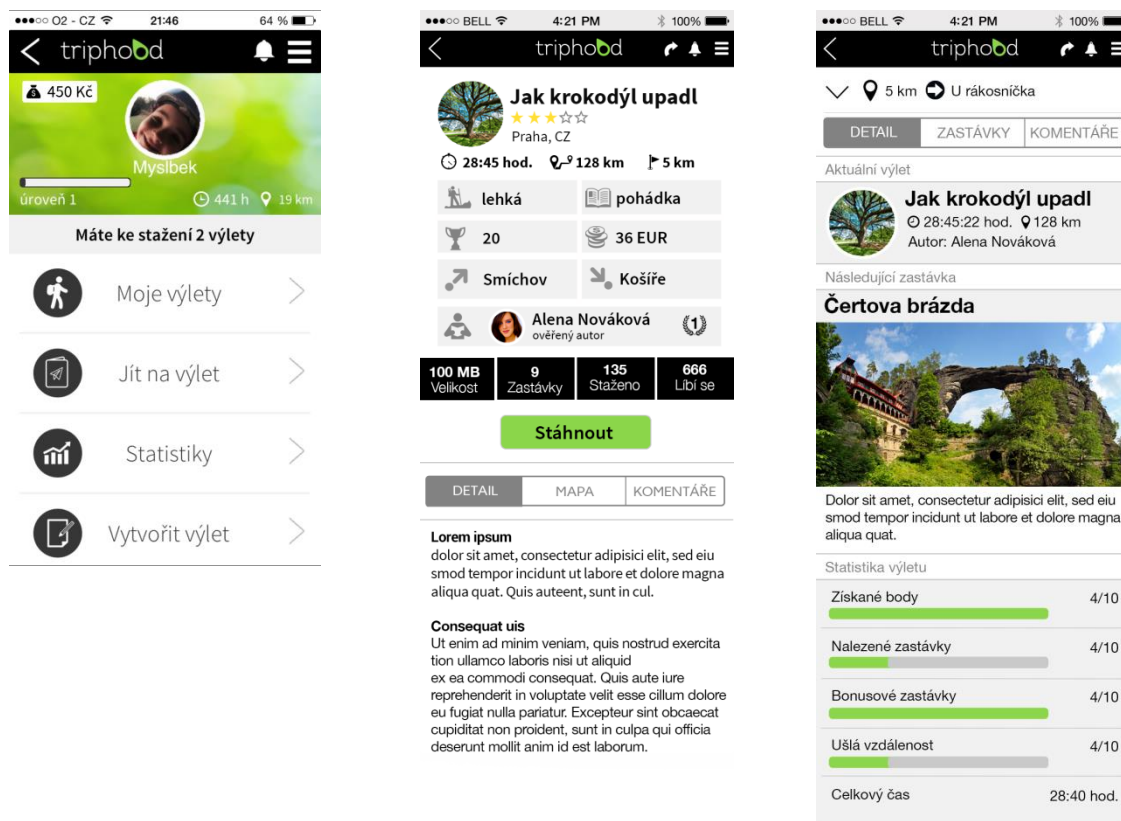 O2 - CZ 21:46 64 %
triphood
450 Kč
Myslbek
úroveň 1 441 h 19 km
Máte ke stažení 2 výlety
Moje výlety
Jít na výlet
Statistiky
Vytvořit výlet
BELL 4:21 PM 100%
triphood
Jak krokodýl upadl
Praha, CZ
28:45 hod. 128 km 5 km
lehká pohádka
20 36 EUR
Smíchov Košíře
Alena Nováková 1
ověřený autor
100 MB 9 135 666
Velikost Zastávky Staženo Líbí se
Stáhnout
DETAIL MAPA KOMENTÁŘE
Lorem ipsum
dolor sit amet, consectetur adipisici elit, sed eiu
smod tempor incidunt ut labore et dolore magna
aliqua quat. Quis auteent, sunt in cul.
Consequat uis
Ut enim ad minim veniam, quis nostrud exercita
tion ullamco laboris nisi ut aliquid
ex ea commodi consequat. Quis aute iure
reprehenderit in voluptate velit esse cillum dolore
eu fugiat nulla pariatur. Excepteur sint obcaecat
cupiditat non proident, sunt in culpa qui officia
deserunt mollit anim id est laborum.
BELL 4:21 PM 100%
triphood
5 km U rákosníčka
DETAIL ZASTÁVKY KOMENTÁŘE
Aktuální výlet
Jak krokodýl upadl
28:45:22 hod. 128 km
Autor: Alena Nováková
Následující zastávka
Čertova brázda
Dolor sit amet, consectetur adipisici elit, sed eiu
smod tempor incidunt ut labore et dolore magna
aliqua quat.
Statistika výletu
Získané body 4/10
Nalezené zastávky 4/10
Bonusové zastávky 4/10
Ušlá vzdálenost 4/10
Celkový čas 28:40 hod.